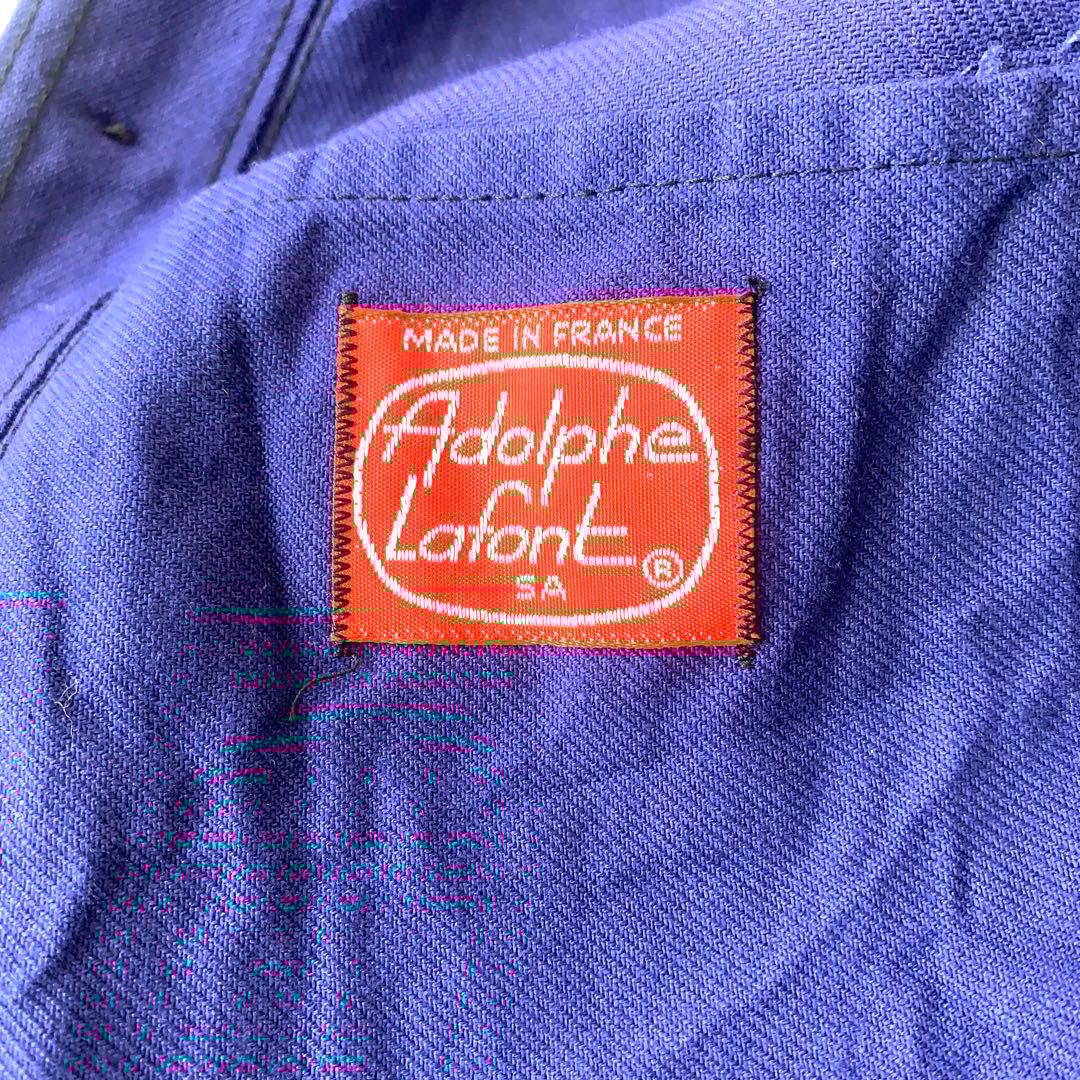 MADE IN FRANCE
Adolphe
Lafont ®
SA